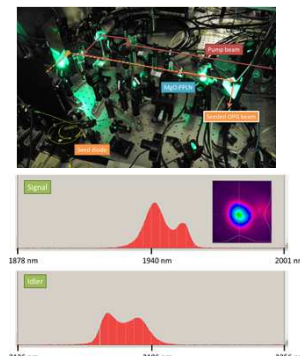 Pump beam
MgO:PPLN
Seeded OPG beam
Seed diode
Signal
1878 nm 1940 nm 2001 nm
Idler